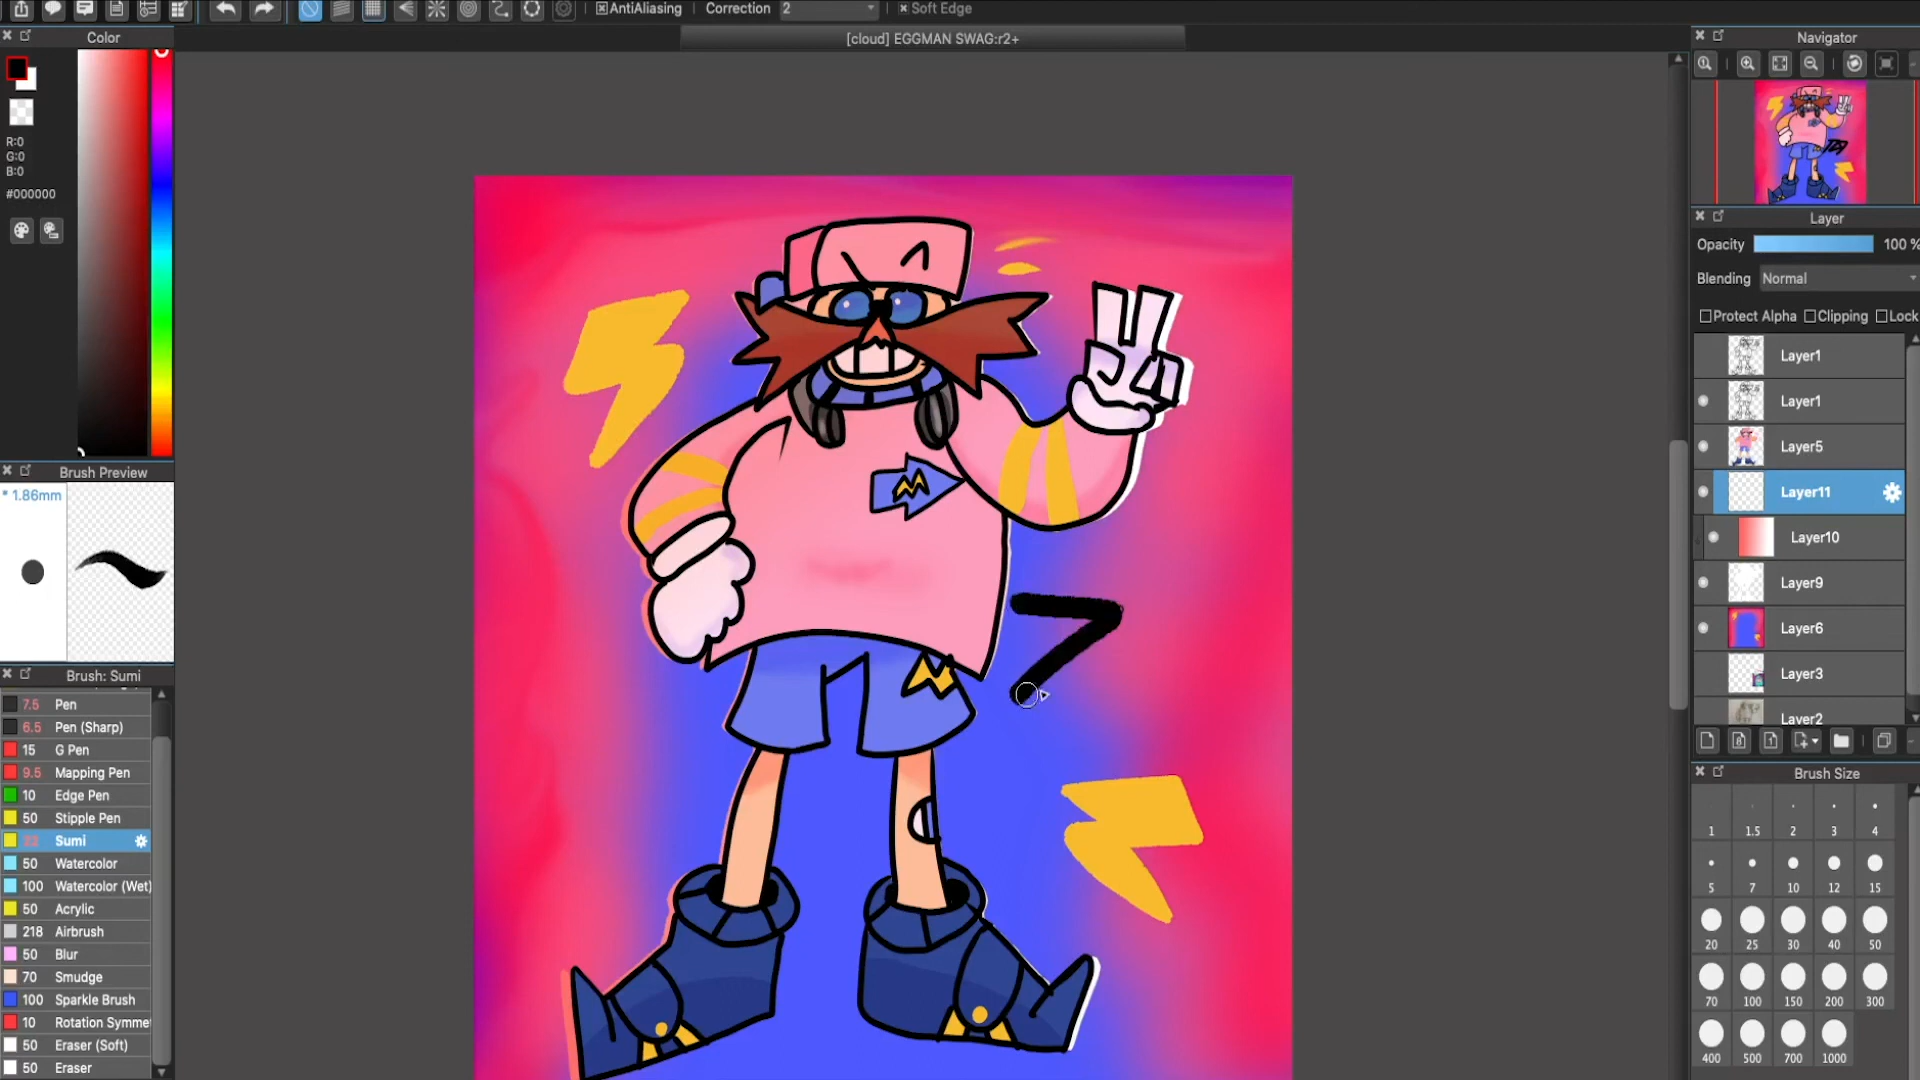 AntiAliasing Correction 2 Soft Edge
Color
[cloud] EGGMAN SWAG:r2+
Navigator
R:0
G:0
B:0
#000000
Brush Preview
* 1.86mm
Brush: Sumi
7.5 Pen
6.5 Pen (Sharp)
15 G Pen
9.5 Mapping Pen
10 Edge Pen
50 Stipple Pen
Sumi
50 Watercolor
100 Watercolor (Wet)
50 Acrylic
218 Airbrush
50 Blur
70 Smudge
100 Sparkle Brush
10 Rotation Symme
50 Eraser (Soft)
50 Eraser
Layer
Opacity 100 %
Blending Normal
Protect Alpha Clipping Lock
Layer1
Layer1
Layer5
Layer11
Layer10
Layer9
Layer6
Layer3
Layer2
8 1
Brush Size
1 1.5 2 3 4
5 7 10 12 15
20 25 30 40 50
70 100 150 200 300
400 500 700 1000